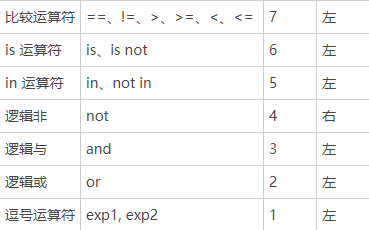 比较运算符 ==、!=、>、>=、<、<= 7 左
is 运算符 is、is not 6 左
in 运算符 in、not in 5 左
逻辑非 not 4 右
逻辑与 and 3 左
逻辑或 or 2 左
逗号运算符 exp1, exp2 1 左